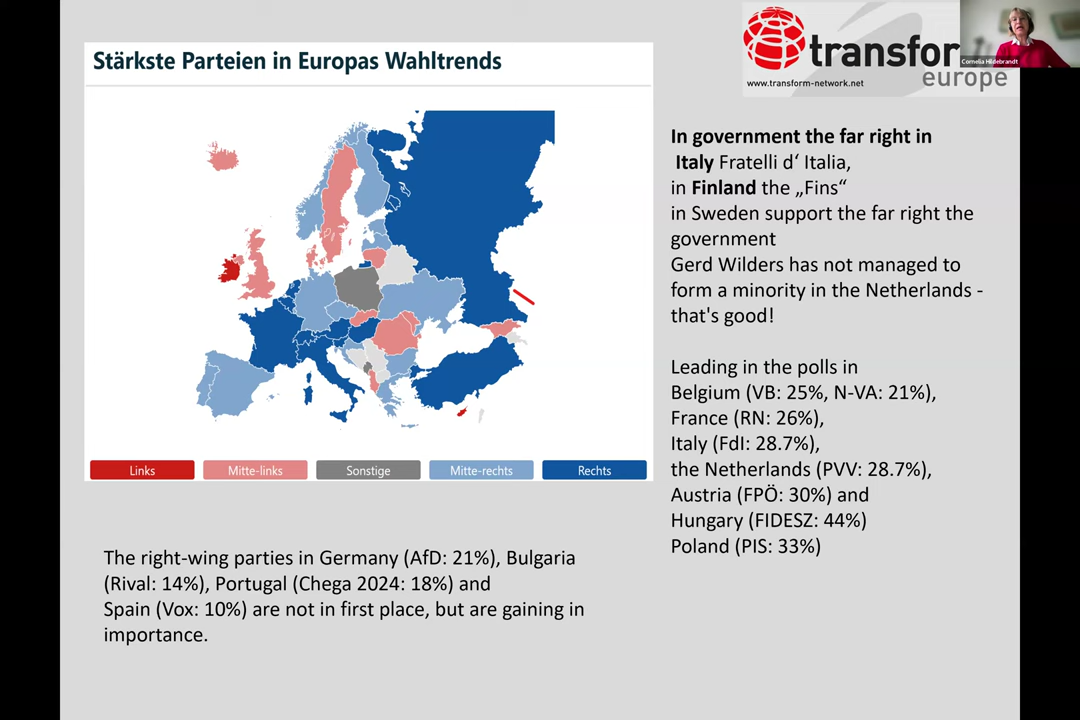 Stärkste Parteien in Europas Wahltrends
transfor
europe
www.transform-network.net
Cornelia Hildebrandt
In government the far right in
Italy Fratelli d‘ Italia,
in Finland the „Fins“
in Sweden support the far right the
government
Gerd Wilders has not managed to
form a minority in the Netherlands -
that's good!
Leading in the polls in
Belgium (VB: 25%, N-VA: 21%),
France (RN: 26%),
Italy (FdI: 28.7%),
the Netherlands (PVV: 28.7%),
Austria (FPÖ: 30%) and
Hungary (FIDESZ: 44%)
Poland (PIS: 33%)
Links
Mitte-links
Sonstige
Mitte-rechts
Rechts
The right-wing parties in Germany (AfD: 21%), Bulgaria
(Rival: 14%), Portugal (Chega 2024: 18%) and
Spain (Vox: 10%) are not in first place, but are gaining in
importance.